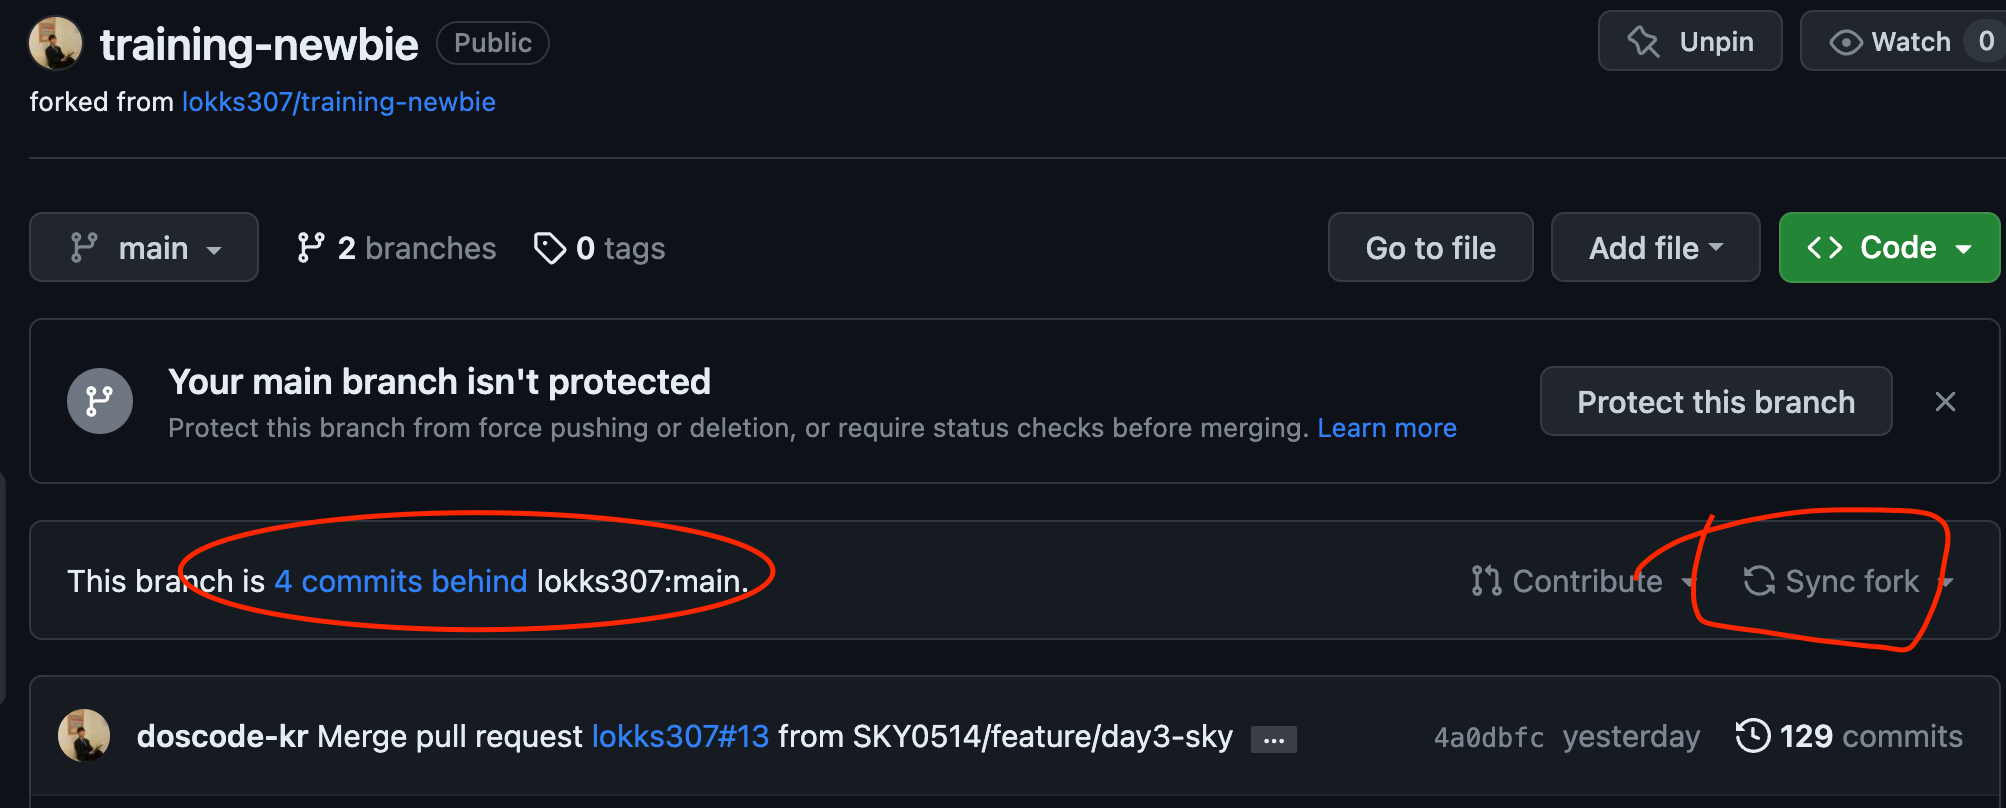 training-newbie Public Unpin Watch 0
forked from lokks307/training-newbie
main 2 branches 0 tags Go to file Add file Code
Your main branch isn't protected
Protect this branch from force pushing or deletion, or require status checks before merging. Learn more
Protect this branch
This branch is 4 commits behind lokks307:main. Contribute Sync fork
doscode-kr Merge pull request lokks307#13 from SKY0514/feature/day3-sky ... 4a0dbfc yesterday 129 commits